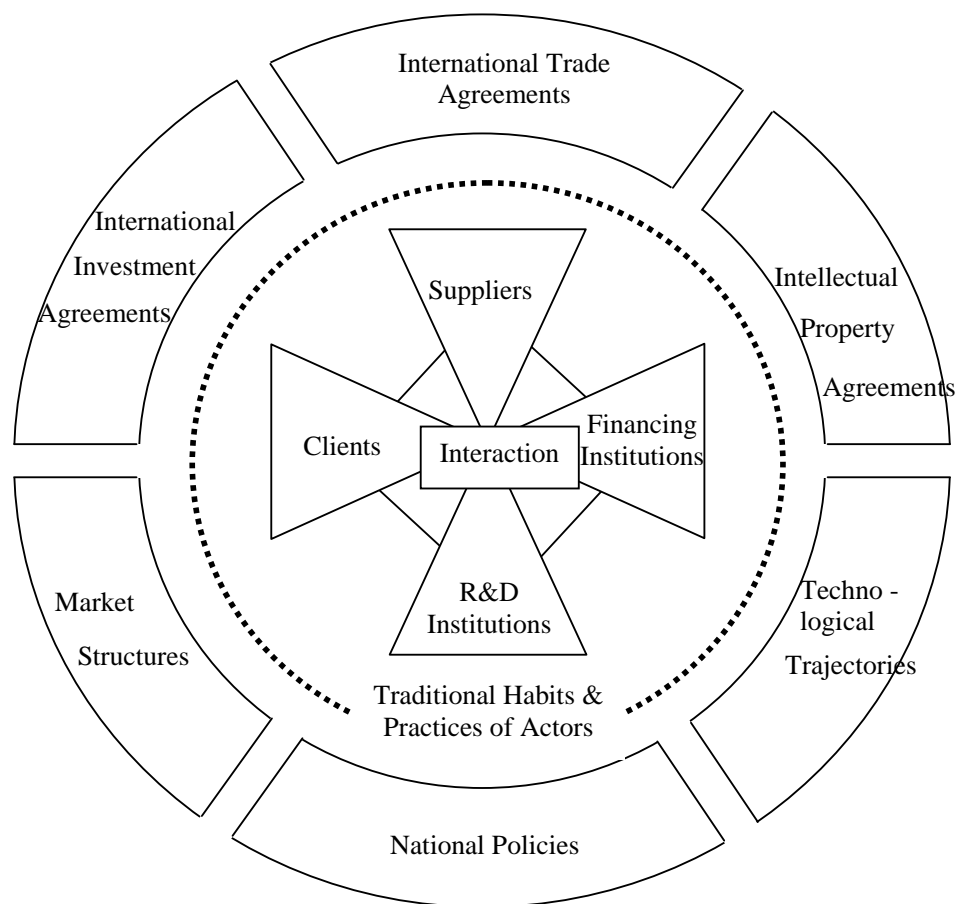 International Trade
Agreements
International
Investment
Agreements
Intellectual
Property
Agreements
Suppliers
Clients
Interaction
Financing
Institutions
R&D
Institutions
Market
Structures
Techno -
logical
Trajectories
Traditional Habits &
Practices of Actors
National Policies